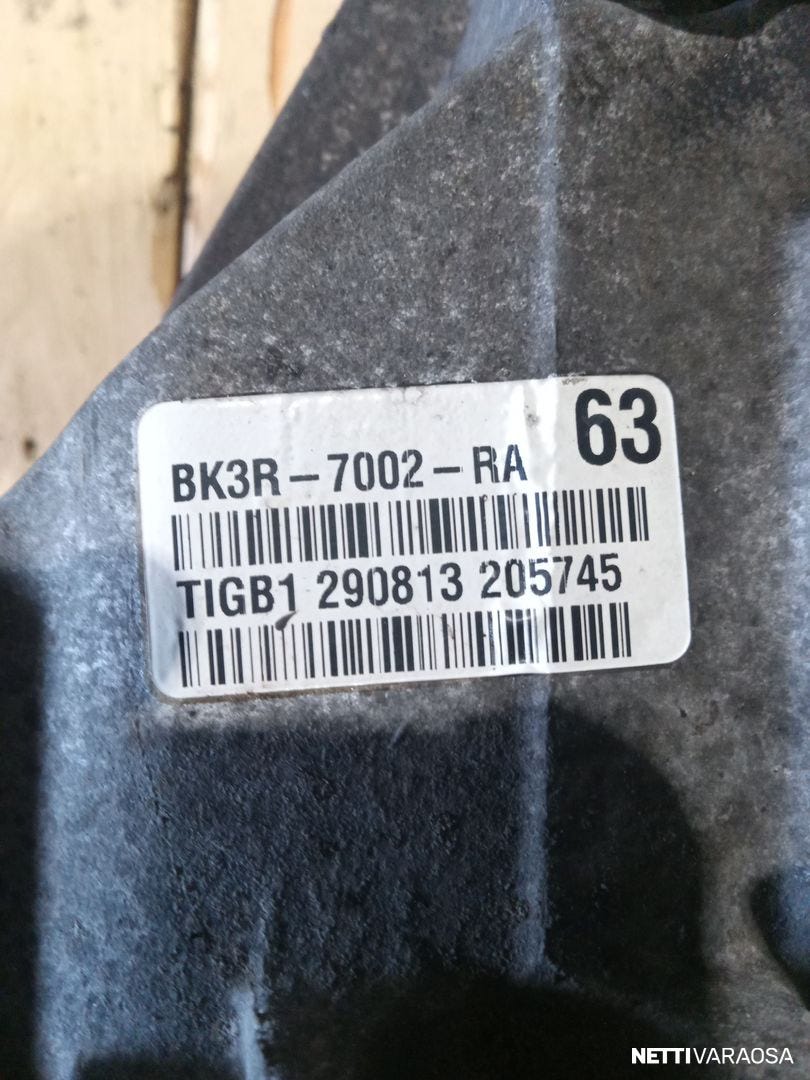 63
BK3R-7002-RA
TIGB1 290813 205745
NETTIVARAOSA